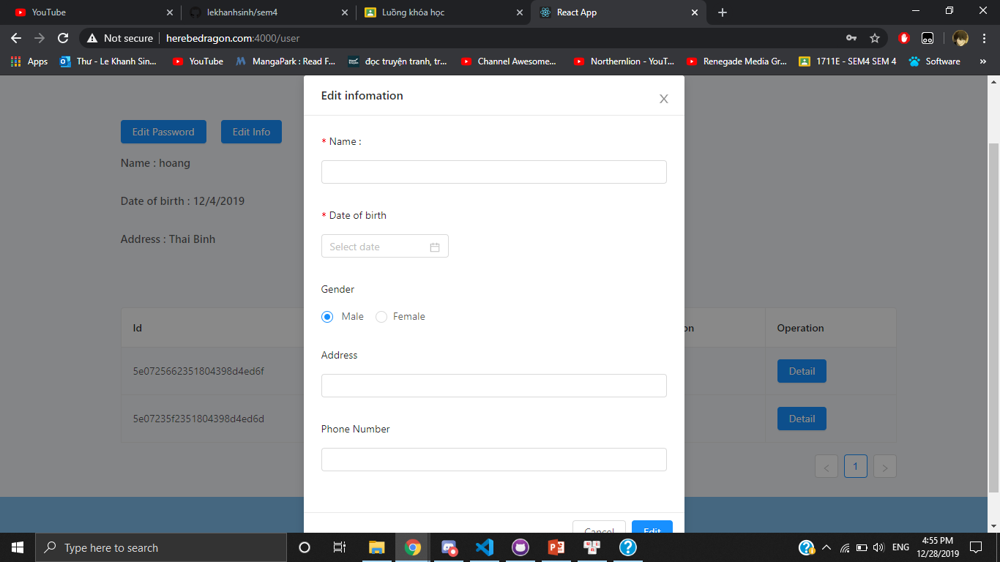 YouTube
lekhanhsinh/sem4
Luồng khóa học
React App
Not secure
herebedragon.com:4000/user
Apps
Thư - Le Khanh Sin...
YouTube
MangaPark : Read F...
đọc truyện tranh, tr...
Channel Awesome...
Northernlion - YouT...
Renegade Media Gr...
1711E - SEM4 SEM 4
Software
»
Edit infomation
Edit Password
Edit Info
Name : hoang
Date of birth : 12/4/2019
Address : Thai Binh
* Name :
* Date of birth
Select date
Gender
Male
Female
Address
Phone Number
Cancel
Edit
Id
on
Operation
5e0725662351804398d4ed6f
Detail
5e07235f2351804398d4ed6d
Detail
< 1 >
Type here to search
ENG
4:55 PM
12/28/2019